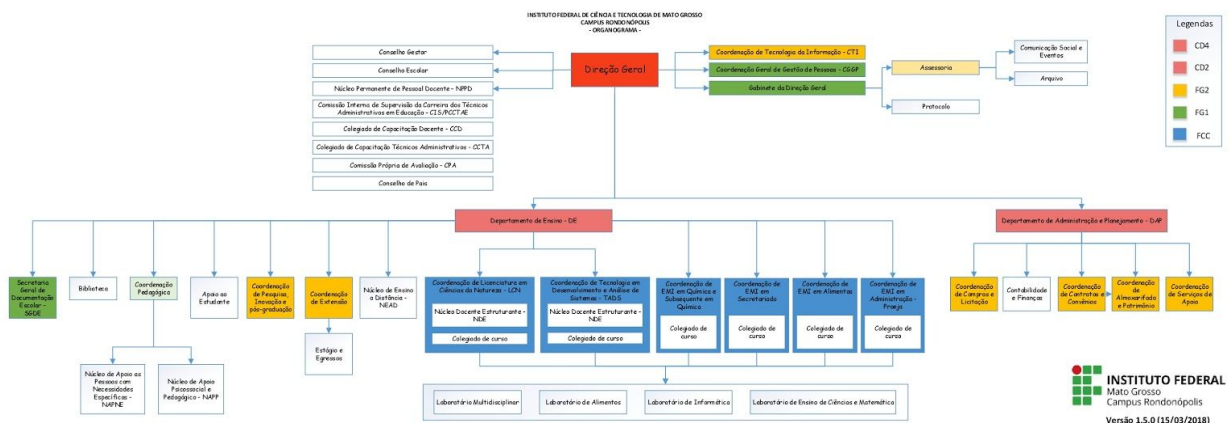 INSTITUTO FEDERAL DE CIÊNCIA E TECNOLOGIA DE MATO GROSSO
CAMPUS RONDONÓPOLIS
- ORGANOGRAMA -
Direção Geral
Conselho Gestor
Conselho Escolar
Núcleo Permanente de Pessoal Docente - NPPD
Comissão Interna de Supervisão da Carreira dos Técnicos
Administrativos em Educação - CIS/PCCTAE
Colegiado de Capacitação Docente - CCD
Colegiado de Capacitação Técnicos Administrativos - CCTA
Comissão Própria de Avaliação - CPA
Conselho de Pais
Coordenação de Tecnologia da Informação - CTI
Coordenação Geral de Gestão de Pessoas - CGGP
Gabinete da Direção Geral
Assessoria
Protocolo
Comunicação Social e
Eventos
Arquivo
Legendas
CD4
CD2
FG2
FG1
FCC
Departamento de Ensino - DE
Departamento de Administração e Planejamento - DAP
Secretaria
Geral de
Documentação
Escolar -
SGDE
Biblioteca
Coordenação
Pedagógica
Apoio ao
Estudante
Coordenação
de Pesquisa,
Inovação e
pós-graduação
Coordenação
de Extensão
Núcleo de Ensino
a Distância -
NEAD
Estágio e
Egressos
Núcleo de Apoio as
Pessoas com
Necessidades
Específicas -
NAPNE
Núcleo de Apoio
Psicossocial e
Pedagógico - NAPP
Coordenação de Licenciatura em
Ciências da Natureza - LCN
Núcleo Docente Estruturante -
NDE
Colegiado de curso
Coordenação de Tecnologia em
Desenvolvimento e Análise de
Sistemas - TADS
Núcleo Docente Estruturante -
NDE
Colegiado de curso
Coordenação de
EMI em Química e
Subsequente em
Química
Colegiado de
curso
Coordenação de
EMI em
Secretariado
Colegiado de
curso
Coordenação de
EMI em Alimentos
Colegiado de
curso
Coordenação de
EMI em
Administração -
Proeja
Colegiado de
curso
Laboratório Multidisciplinar
Laboratório de Alimentos
Laboratório de Informática
Laboratório de Ensino de Ciências e Matemática
Coordenação
de Compras e
Licitação
Contabilidade
e Finanças
Coordenação
de Contratos e
Convênios
Coordenação
de
Almoxarifado e
Patrimônio
Coordenação
de Serviços de
Apoio
INSTITUTO FEDERAL
Mato Grosso
Campus Rondonópolis
Versão 1.5.0 (15/03/2018)